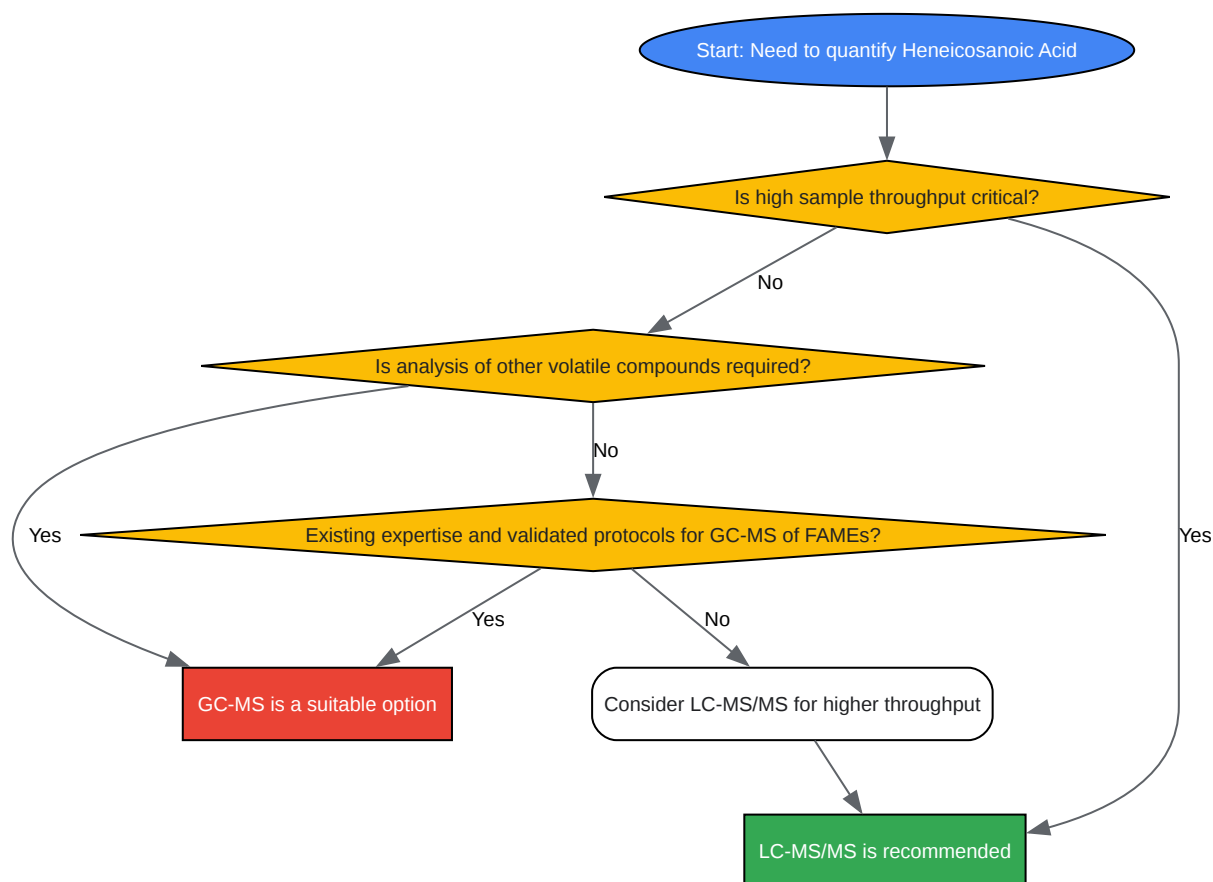 Start: Need to quantify Heneicosanoic Acid
Is high sample throughput critical?
No
Is analysis of other volatile compounds required?
No
Yes
Existing expertise and validated protocols for GC-MS of FAMEs?
Yes
Yes
No
GC-MS is a suitable option
Consider LC-MS/MS for higher throughput
LC-MS/MS is recommended